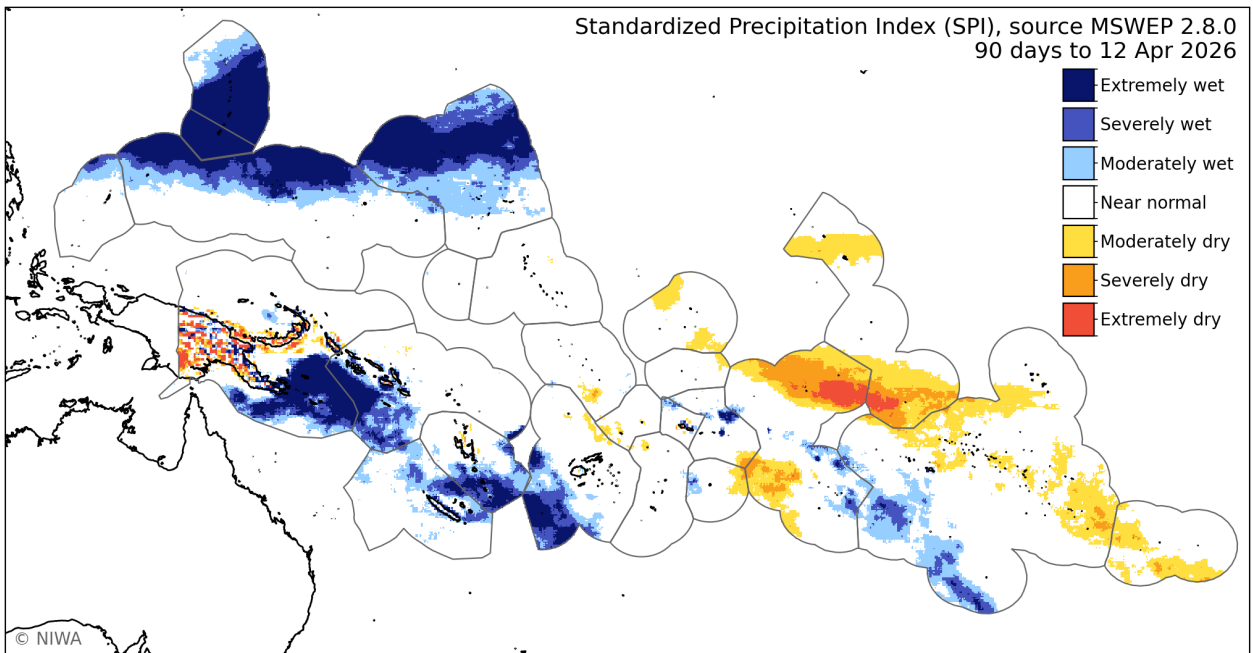 Standardized Precipitation Index (SPI), source MSWEP 2.8.0
90 days to 12 Apr 2026
Extremely wet
Severely wet
Moderately wet
Near normal
Moderately dry
Severely dry
Extremely dry
© NIWA